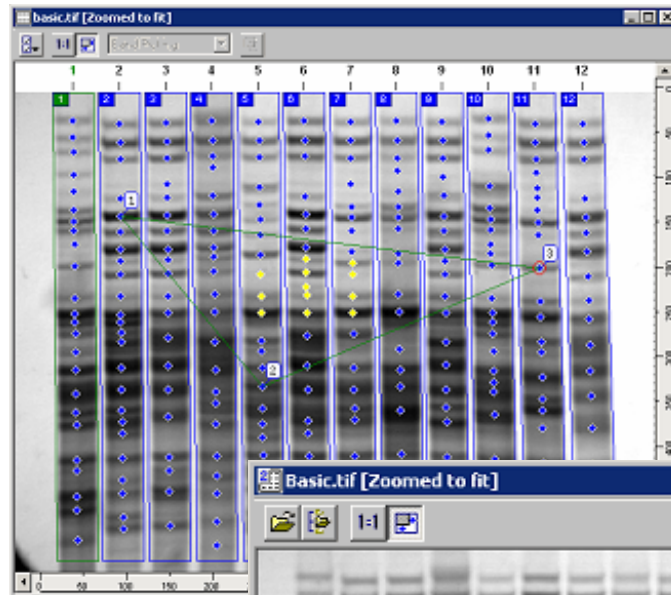 basic.tif [Zoomed to fit]
1:1 Band Picking
1 2 3 4 5 6 7 8 9 10 11 12
1 2 3 4 5 6 7 8 9 10 11 12
1
3
2
0 50 100 150 200
Basic.tif [Zoomed to fit]
1:1